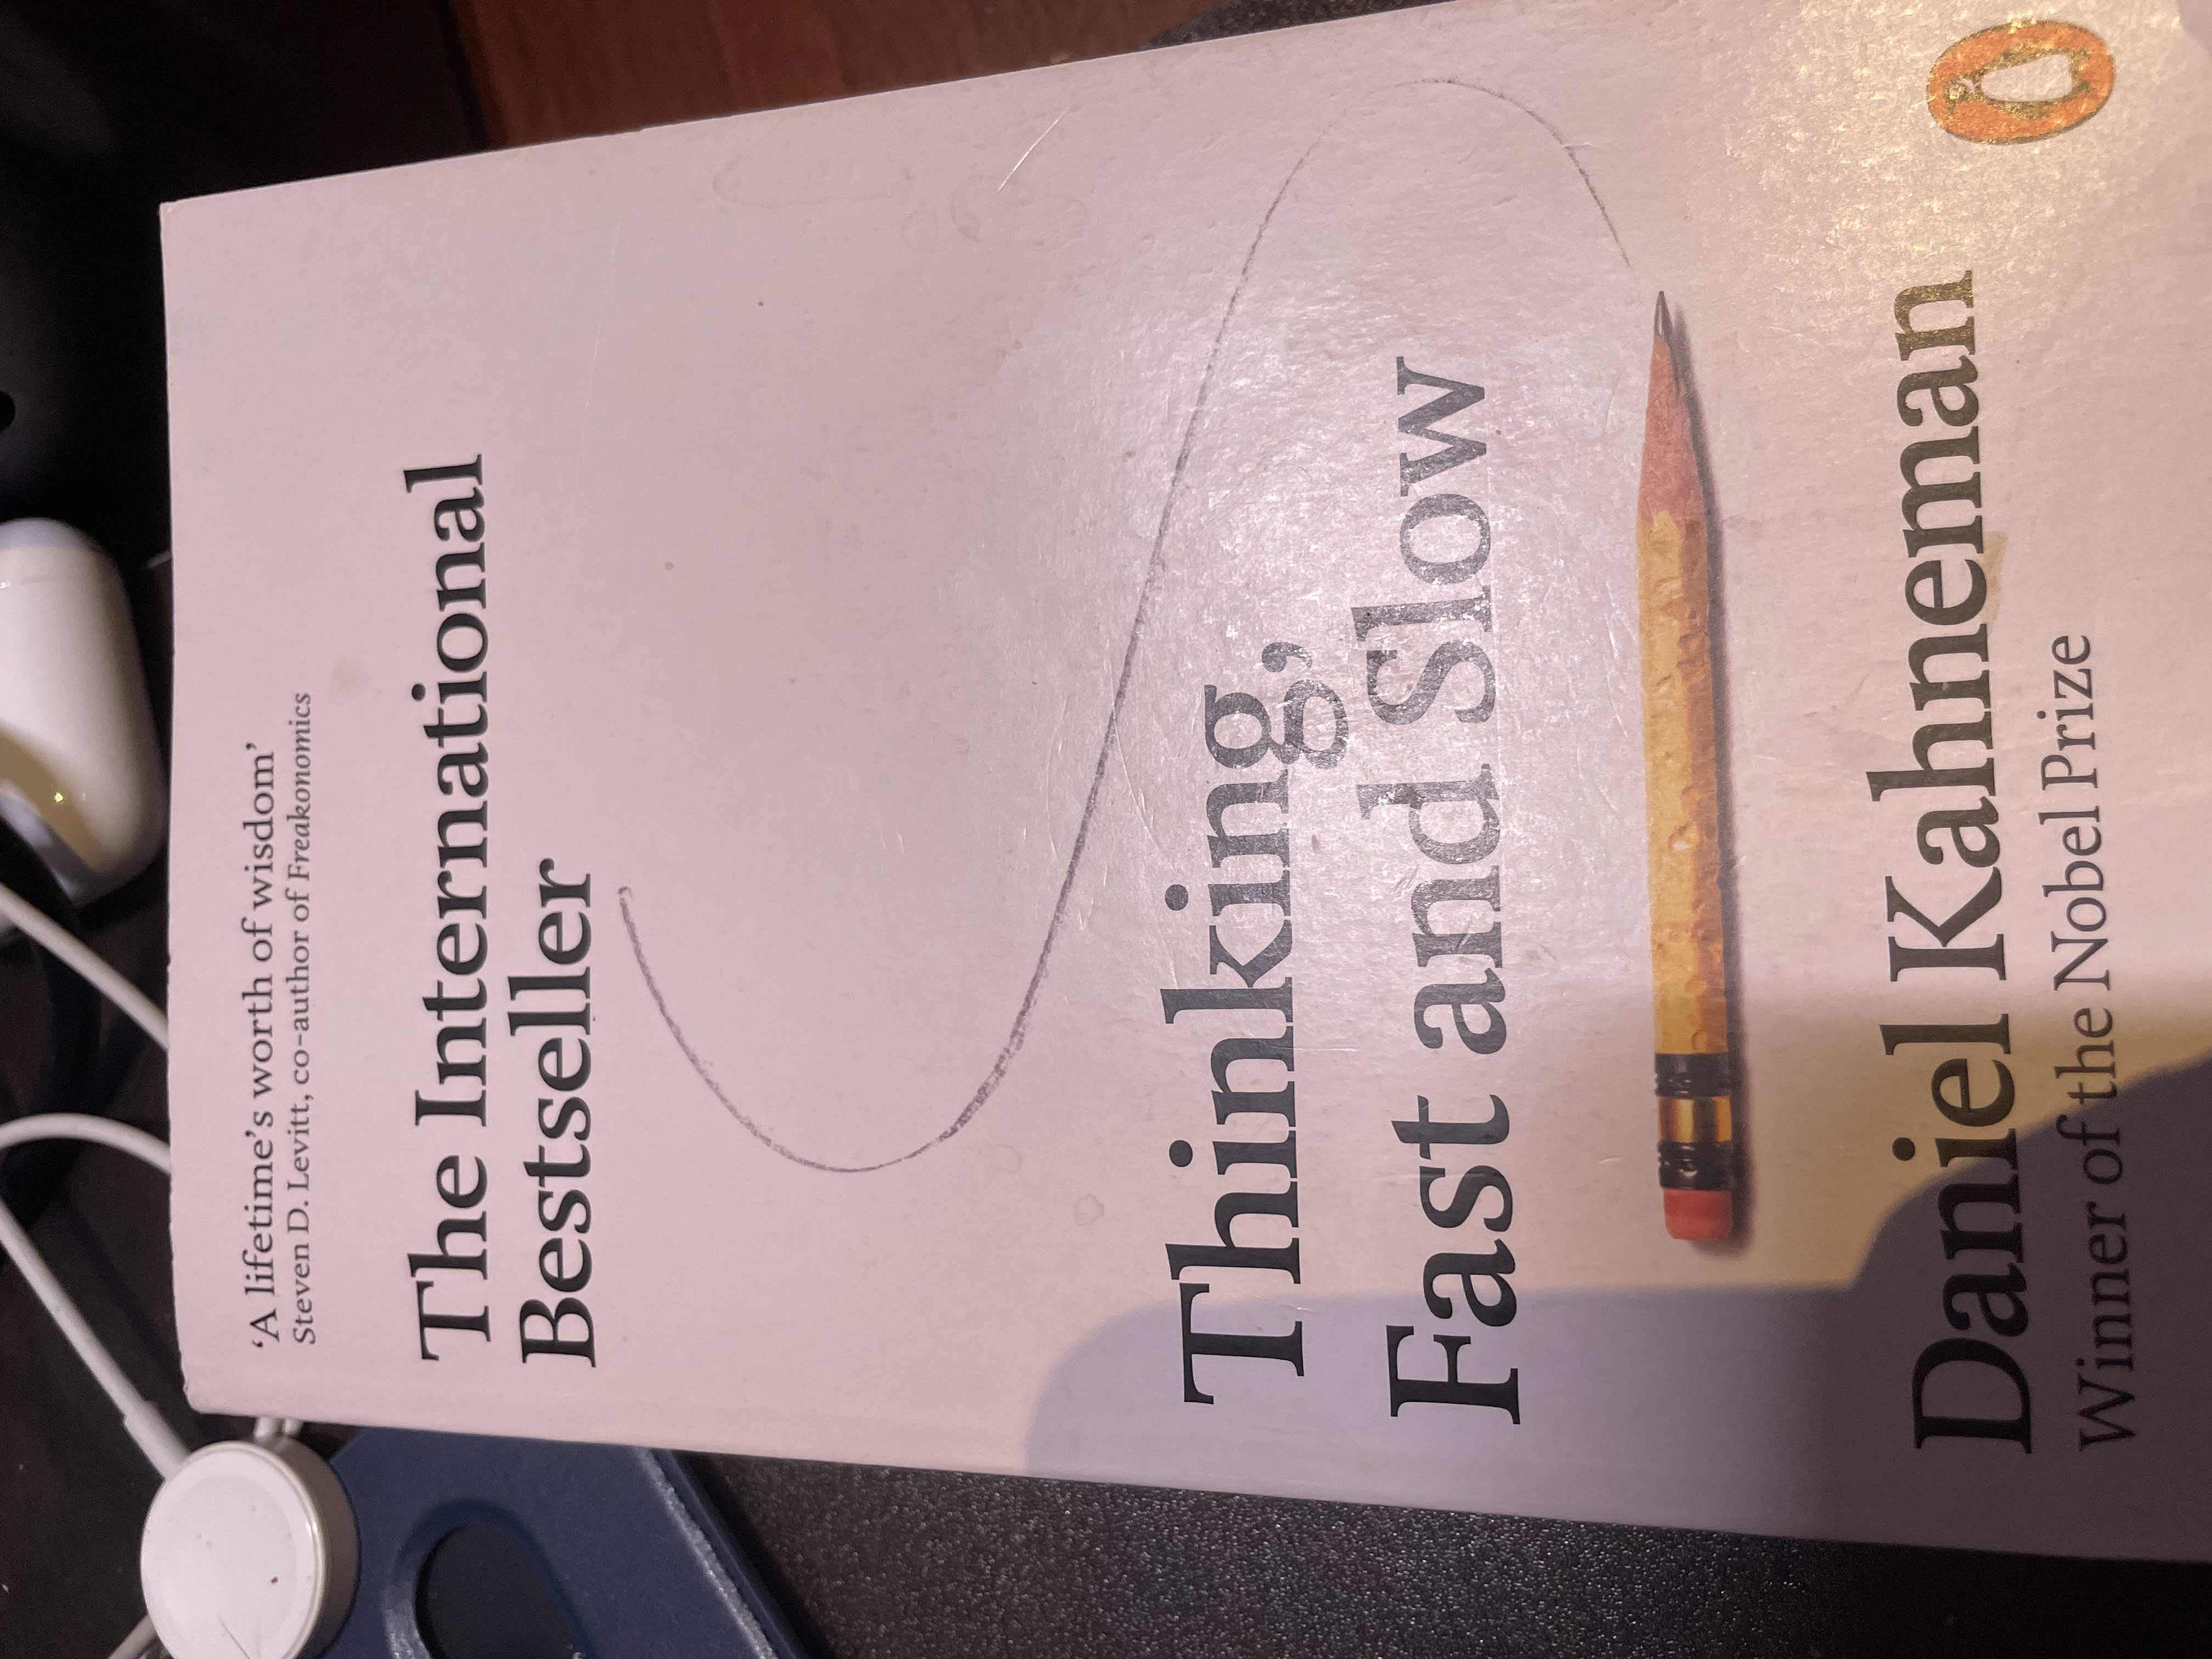 ‘A lifetime’s worth of wisdom’
Steven D. Levitt, co-author of Freakonomics
The International
Bestseller
Thinking,
Fast and Slow
Daniel Kahneman
Winner of the Nobel Prize